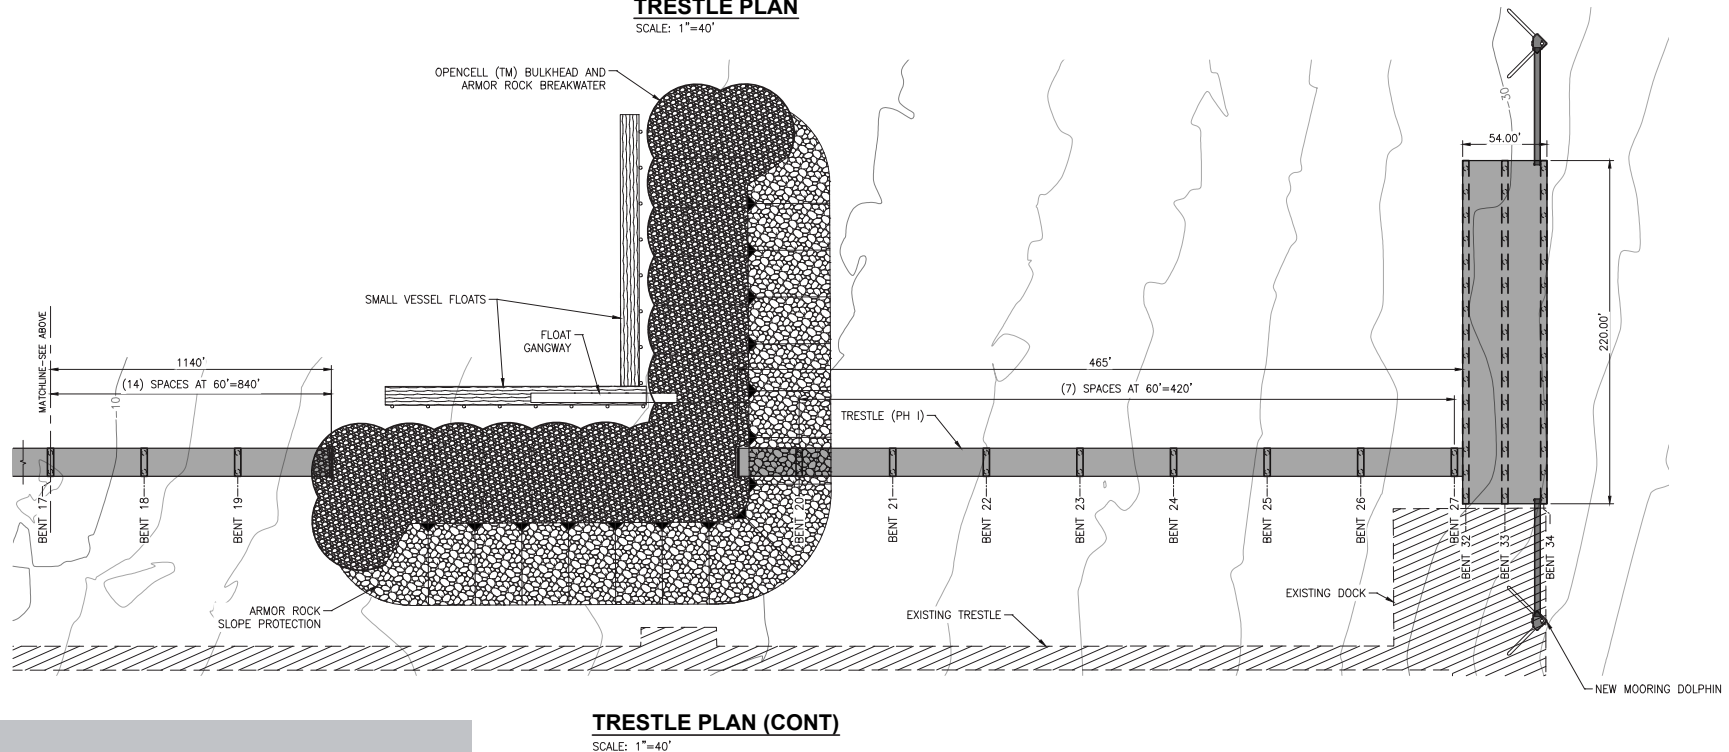 TRESTLE PLAN
SCALE: 1"=40'
OPENCELL (TM) BULKHEAD AND
ARMOR ROCK BREAKWATER
30
54.00'
SMALL VESSEL FLOATS
FLOAT
GANGWAY
MATCHLINE-SEE ABOVE
220.00'
1140'
465'
(14) SPACES AT 60'=840'
(7) SPACES AT 60'=420'
-10-
TRESTLE (PH I)
BENT 17
BENT 18
BENT 19
BENT 20
BENT 21
BENT 22
BENT 23
BENT 24
BENT 25
BENT 26
BENT 27
BENT 32
BENT 33
BENT 34
EXISTING DOCK
ARMOR ROCK
SLOPE PROTECTION
EXISTING TRESTLE
NEW MOORING DOLPHIN
TRESTLE PLAN (CONT)
SCALE: 1"=40'